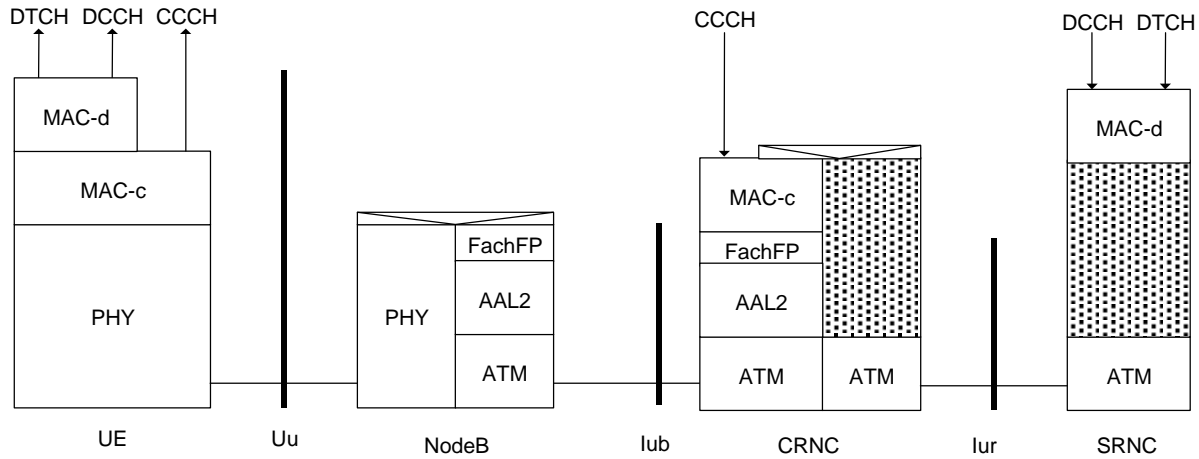 DTCH DCCH CCCH
CCCH
DCCH DTCH
MAC-d
MAC-d
MAC-c
MAC-c
FachFP
FachFP
PHY
PHY
AAL2
AAL2
ATM
ATM
ATM
ATM
UE
Uu
NodeB
Iub
CRNC
Iur
SRNC